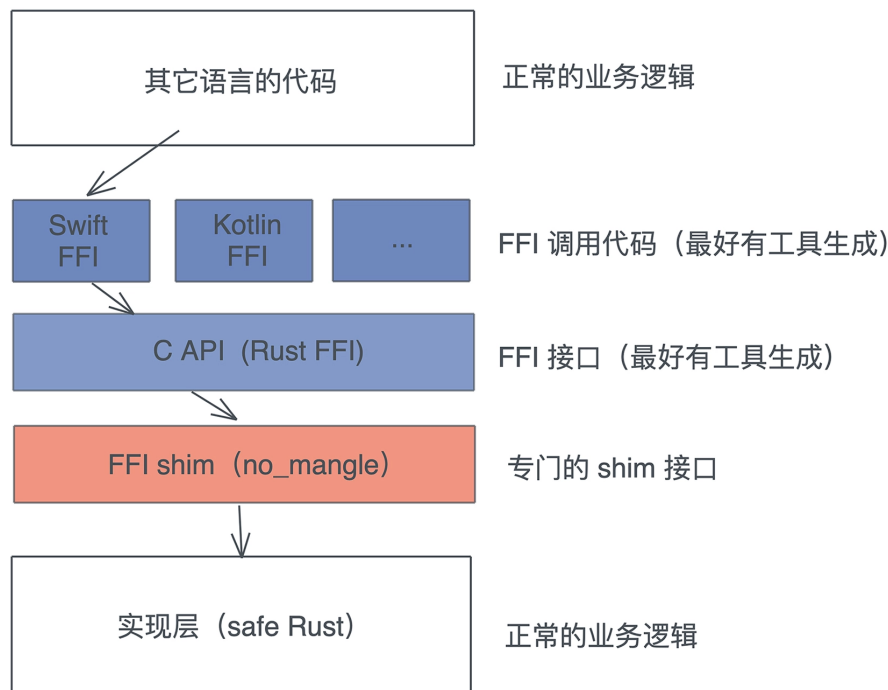 其它语言的代码
正常的业务逻辑
Swift
FFI
Kotlin
FFI
...
FFI 调用代码（最好有工具生成）
C API（Rust FFI)
FFI 接口（最好有工具生成）
FFI shim（no_mangle）
专门的 shim 接口
实现层（safe Rust）
正常的业务逻辑